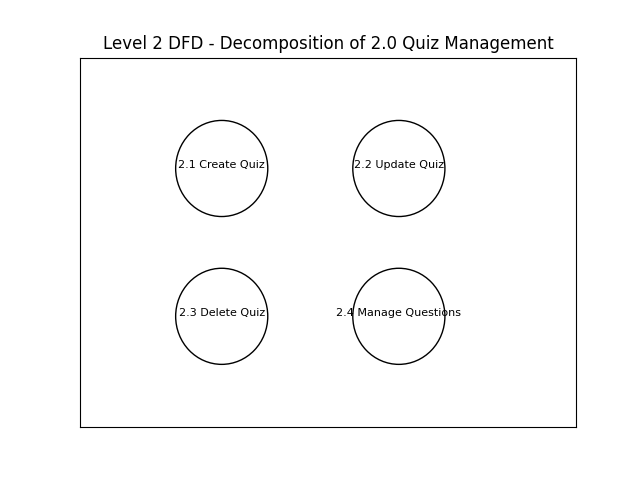 Level 2 DFD - Decomposition of 2.0 Quiz Management
2.1 Create Quiz
2.2 Update Quiz
2.3 Delete Quiz
2.4 Manage Questions